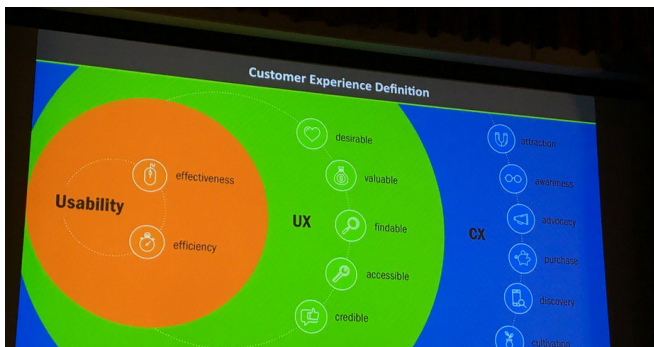 Customer Experience Definition
Usability
effectiveness
efficiency
UX
desirable
valuable
findable
accessible
credible
CX
attraction
awareness
advocacy
purchase
discovery
cultivation